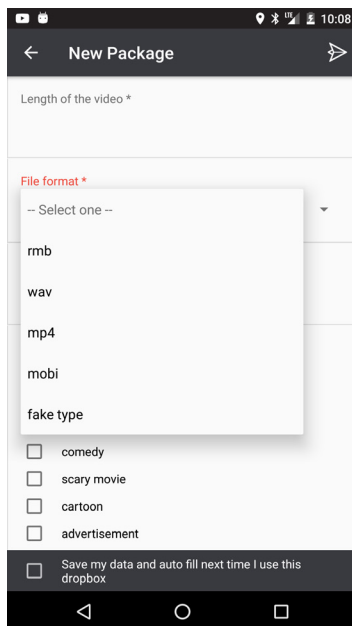 LTE 10:08
New Package
Length of the video *
File format *
-- Select one --
rmb
wav
mp4
mobi
fake type
comedy
scary movie
cartoon
advertisement
Save my data and auto fill next time I use this
dropbox